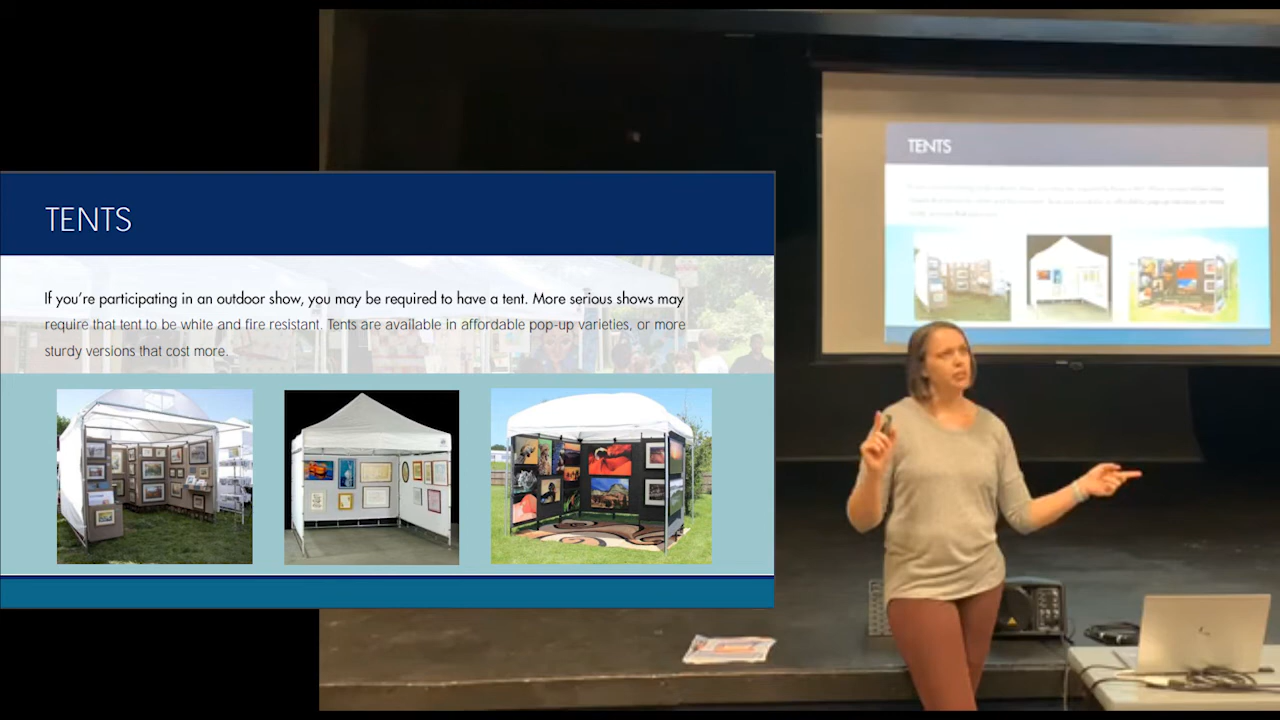 TENTS
If you're participating in an outdoor show, you may be required to have a tent. More serious shows may
require that tent to be white and fire resistant. Tents are available in affordable pop-up varieties, or more
sturdy versions that cost more.
TENTS